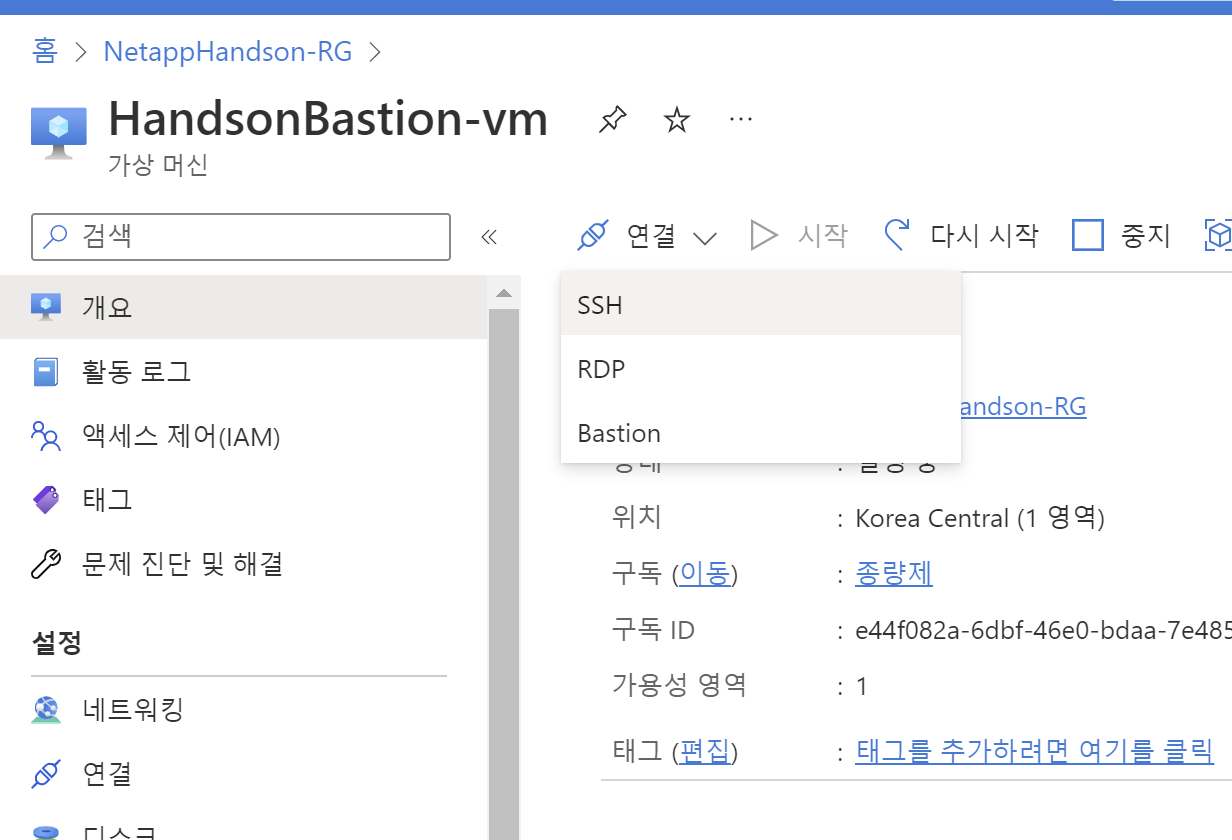 홈 > NetappHandson-RG >
HandsonBastion-vm
가상 머신
검색
연결
시작
다시 시작
중지
SSH
RDP
Bastion
개요
활동 로그
액세스 제어(IAM)
태그
문제 진단 및 해결
설정
네트워킹
연결
디스크
andson-RG
위치 : Korea Central (1 영역)
구독 (이동) : 종량제
구독 ID : e44f082a-6dbf-46e0-bdaa-7e485
가용성 영역 : 1
태그 (편집) : 태그를 추가하려면 여기를 클릭